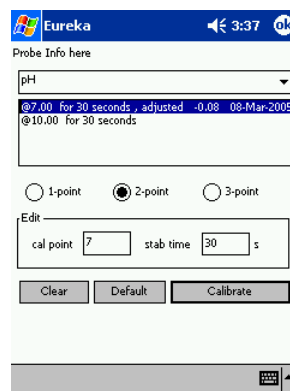 Eureka 3:37 ok
Probe Info here
pH
@7.00 for 30 seconds , adjusted -0.08 08-Mar-2005
@10.00 for 30 seconds
1-point 2-point 3-point
Edit
cal point 7 stab time 30 s
Clear Default Calibrate